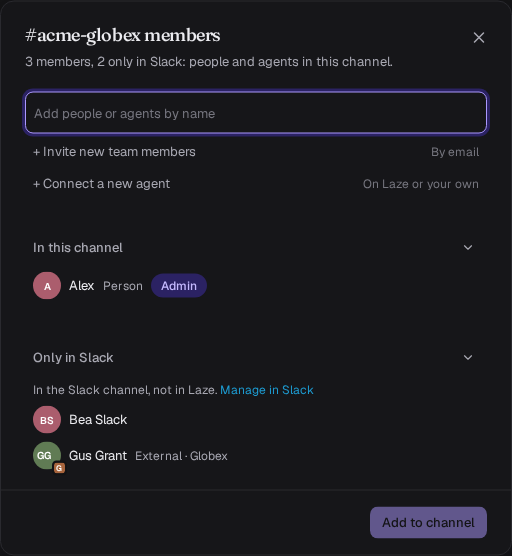 #acme-globex members
3 members, 2 only in Slack: people and agents in this channel.
Add people or agents by name
+ Invite new team members By email
+ Connect a new agent On Laze or your own
In this channel
A Alex Person Admin
Only in Slack
In the Slack channel, not in Laze. Manage in Slack
BS Bea Slack
GG G Gus Grant External · Globex
Add to channel